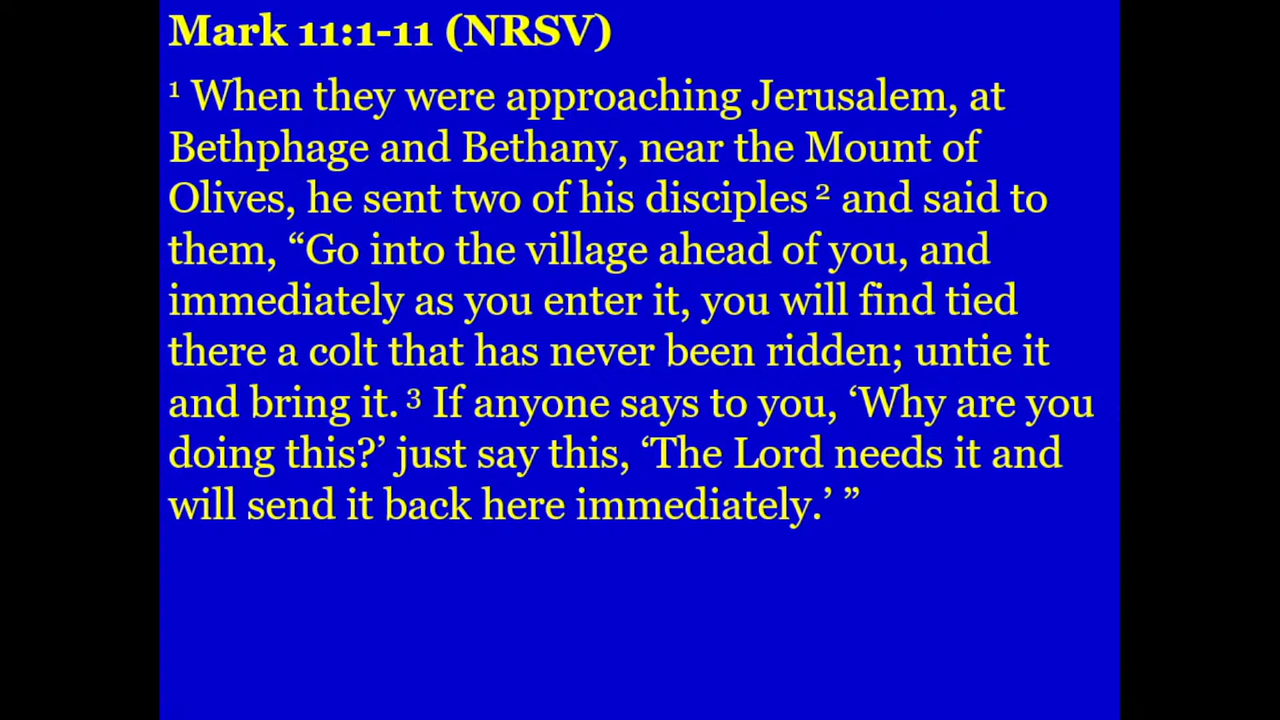 Mark 11:1-11 (NRSV)
¹ When they were approaching Jerusalem, at
Bethphage and Bethany, near the Mount of
Olives, he sent two of his disciples ² and said to
them, “Go into the village ahead of you, and
immediately as you enter it, you will find tied
there a colt that has never been ridden; untie it
and bring it. ³ If anyone says to you, ‘Why are you
doing this?’ just say this, ‘The Lord needs it and
will send it back here immediately.’ ”